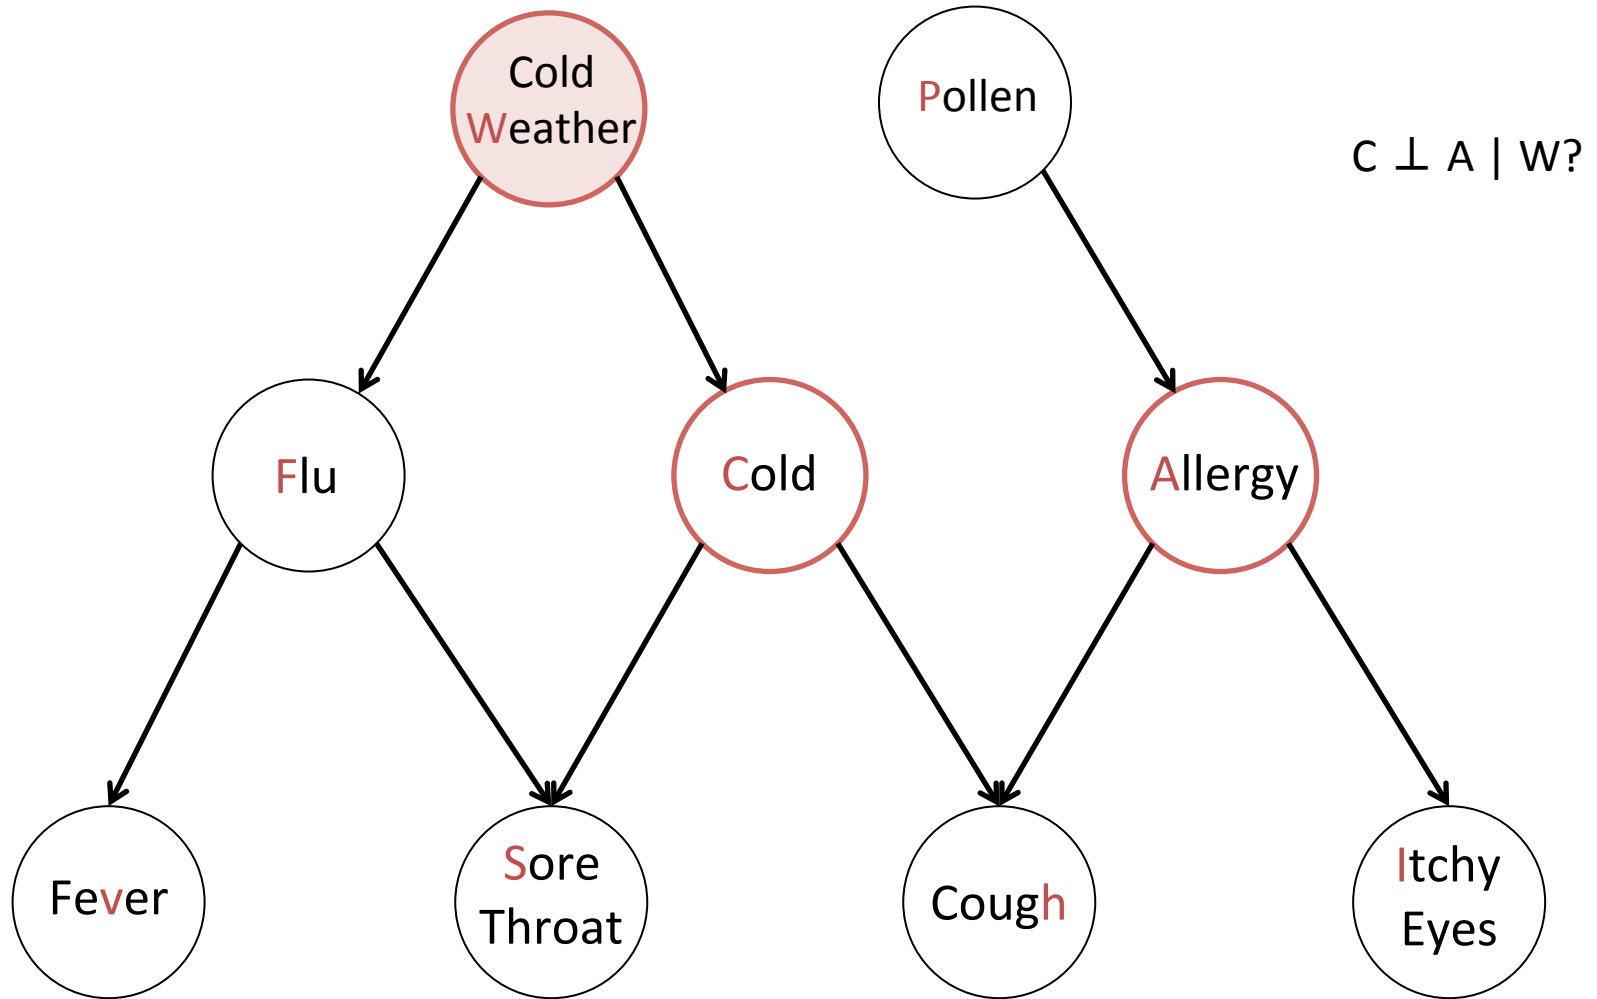 Cold
Weather
Pollen
C ⊥ A | W?
Flu
Cold
Allergy
Fever
Sore
Throat
Cough
Itchy
Eyes